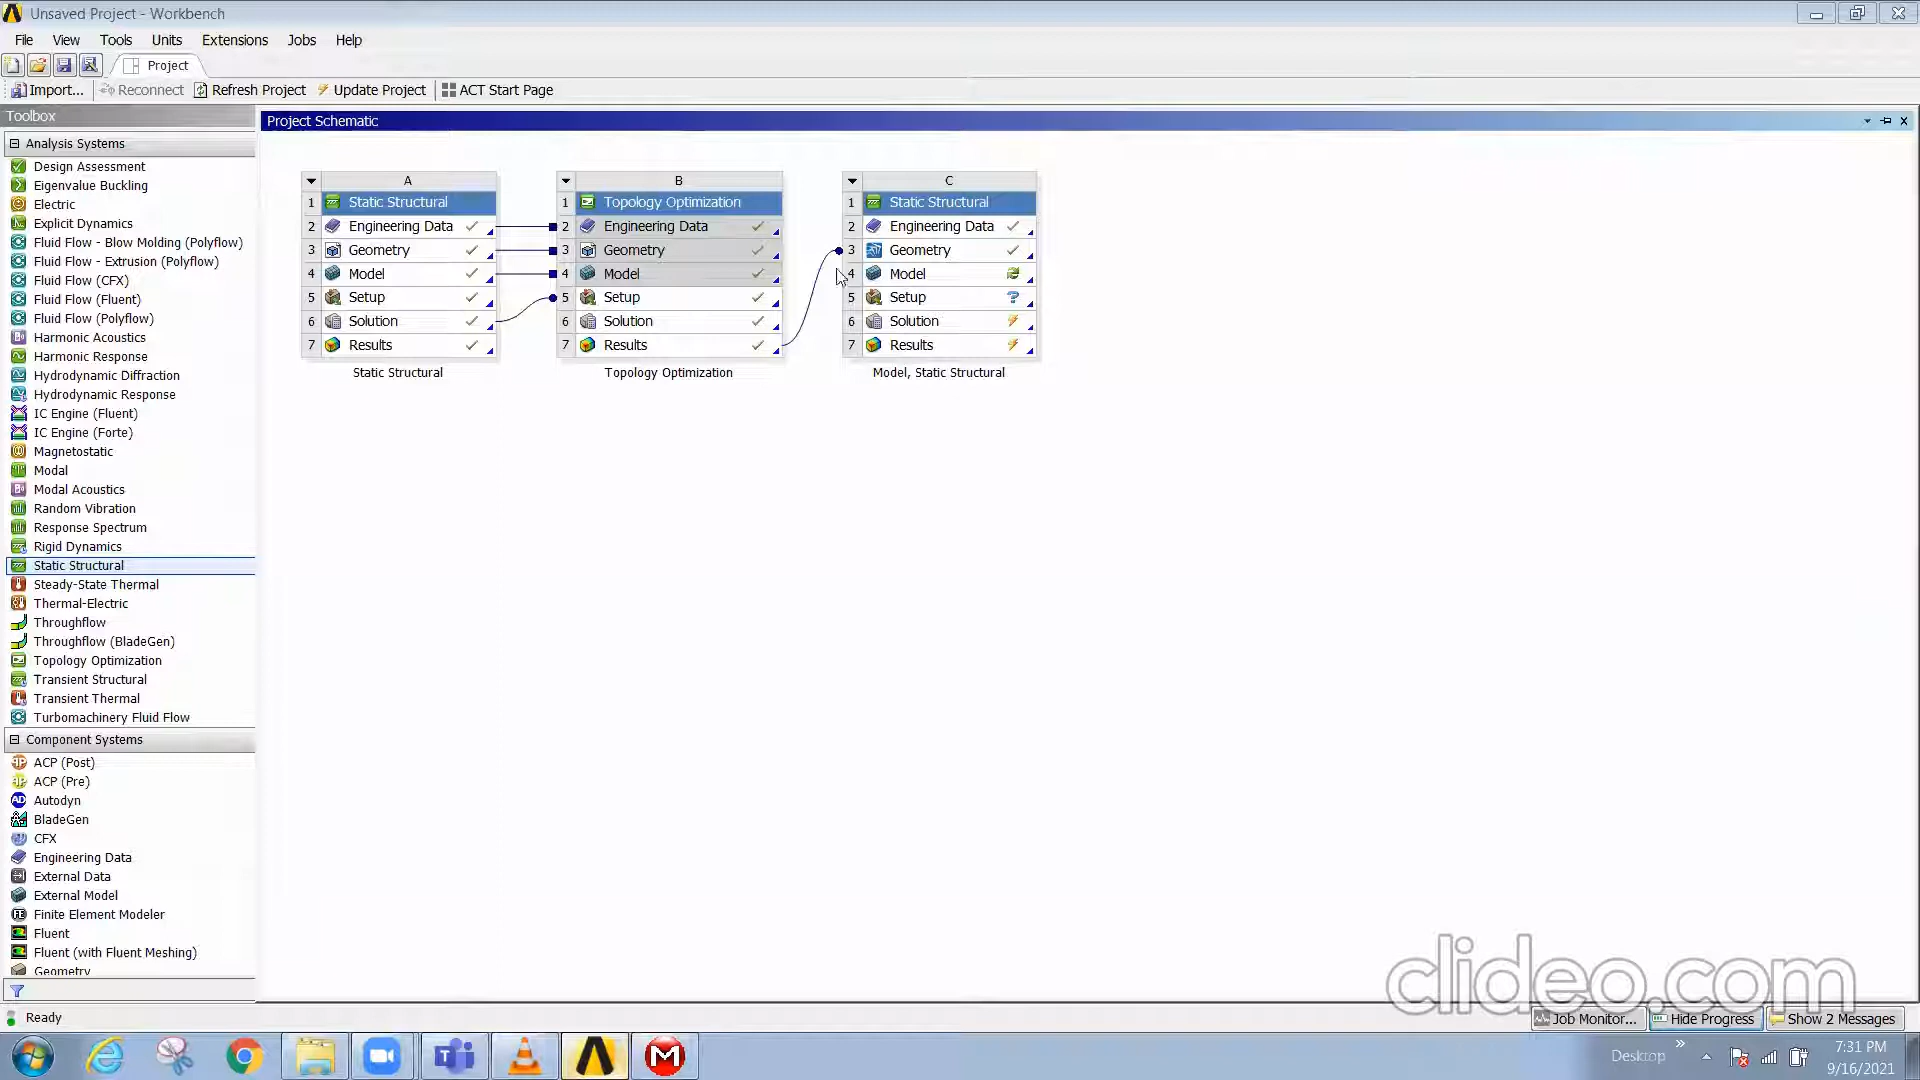 Unsaved Project - Workbench
File View Tools Units Extensions Jobs Help
Project
Import... Reconnect Refresh Project Update Project ACT Start Page
Toolbox
Project Schematic
Analysis Systems
Design Assessment
Eigenvalue Buckling
Electric
Explicit Dynamics
Fluid Flow - Blow Molding (Polyflow)
Fluid Flow - Extrusion (Polyflow)
Fluid Flow (CFX)
Fluid Flow (Fluent)
Fluid Flow (Polyflow)
Harmonic Acoustics
Harmonic Response
Hydrodynamic Diffraction
Hydrodynamic Response
IC Engine (Fluent)
IC Engine (Forte)
Magnetostatic
Modal
Modal Acoustics
Random Vibration
Response Spectrum
Rigid Dynamics
Static Structural
Steady-State Thermal
Thermal-Electric
Throughflow
Throughflow (BladeGen)
Topology Optimization
Transient Structural
Transient Thermal
Turbomachinery Fluid Flow
Component Systems
ACP (Post)
ACP (Pre)
Autodyn
BladeGen
CFX
Engineering Data
External Data
External Model
Finite Element Modeler
Fluent
Fluent (with Fluent Meshing)
Geometry
A
1 Static Structural
2 Engineering Data
3 Geometry
4 Model
5 Setup
6 Solution
7 Results
Static Structural
B
1 Topology Optimization
2 Engineering Data
3 Geometry
4 Model
5 Setup
6 Solution
7 Results
Topology Optimization
C
1 Static Structural
2 Engineering Data
3 Geometry
4 Model
5 Setup
6 Solution
7 Results
Model, Static Structural
clideo.com
Ready
Job Monitor... Hide Progress Show 2 Messages
Desktop
7:31 PM
9/16/2021